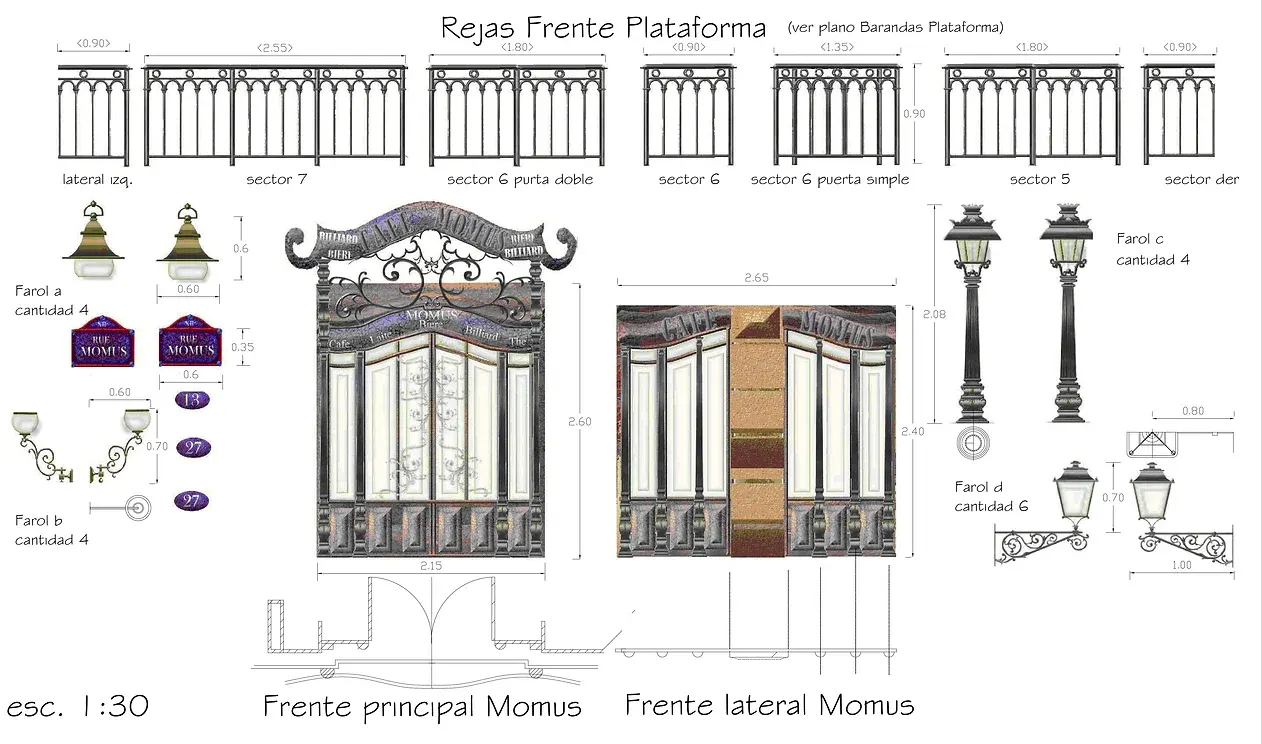 Rejas Frente Plataforma (ver plano Barandas Plataforma)
<0.90> <2.55> <1.80> <0.90> <1.35> <1.80> <0.90>
0.90
lateral izq. sector 7 sector 6 purta doble sector 6 sector 6 puerta simple sector 5 sector der
CAFE MOMUS
BILLIARD BIERE
BIERE BILLIARD
MOMUS
Biere
Cafe Laite Billiard The
2.60
2.15
Frente principal Momus
2.65
CAFE MOMUS
2.40
Frente lateral Momus
0.6
0.60
Farol a
cantidad 4
RUE
MOMUS
RUE
MOMUS
0.35
0.6
13
27
27
0.60
0.70
Farol b
cantidad 4
2.08
Farol c
cantidad 4
0.80
Farol d
cantidad 6
0.70
1.00
esc. 1:30